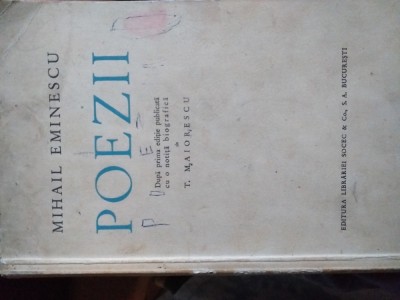 MIHAIL EMINESCU
POEZII
P O E Z I
După prima ediție publicată
cu o notiță biografică
de
T. MAIORESCU
EDITURA LIBRĂRIEI SOCEC & Co., S. A. BUCUREȘTI